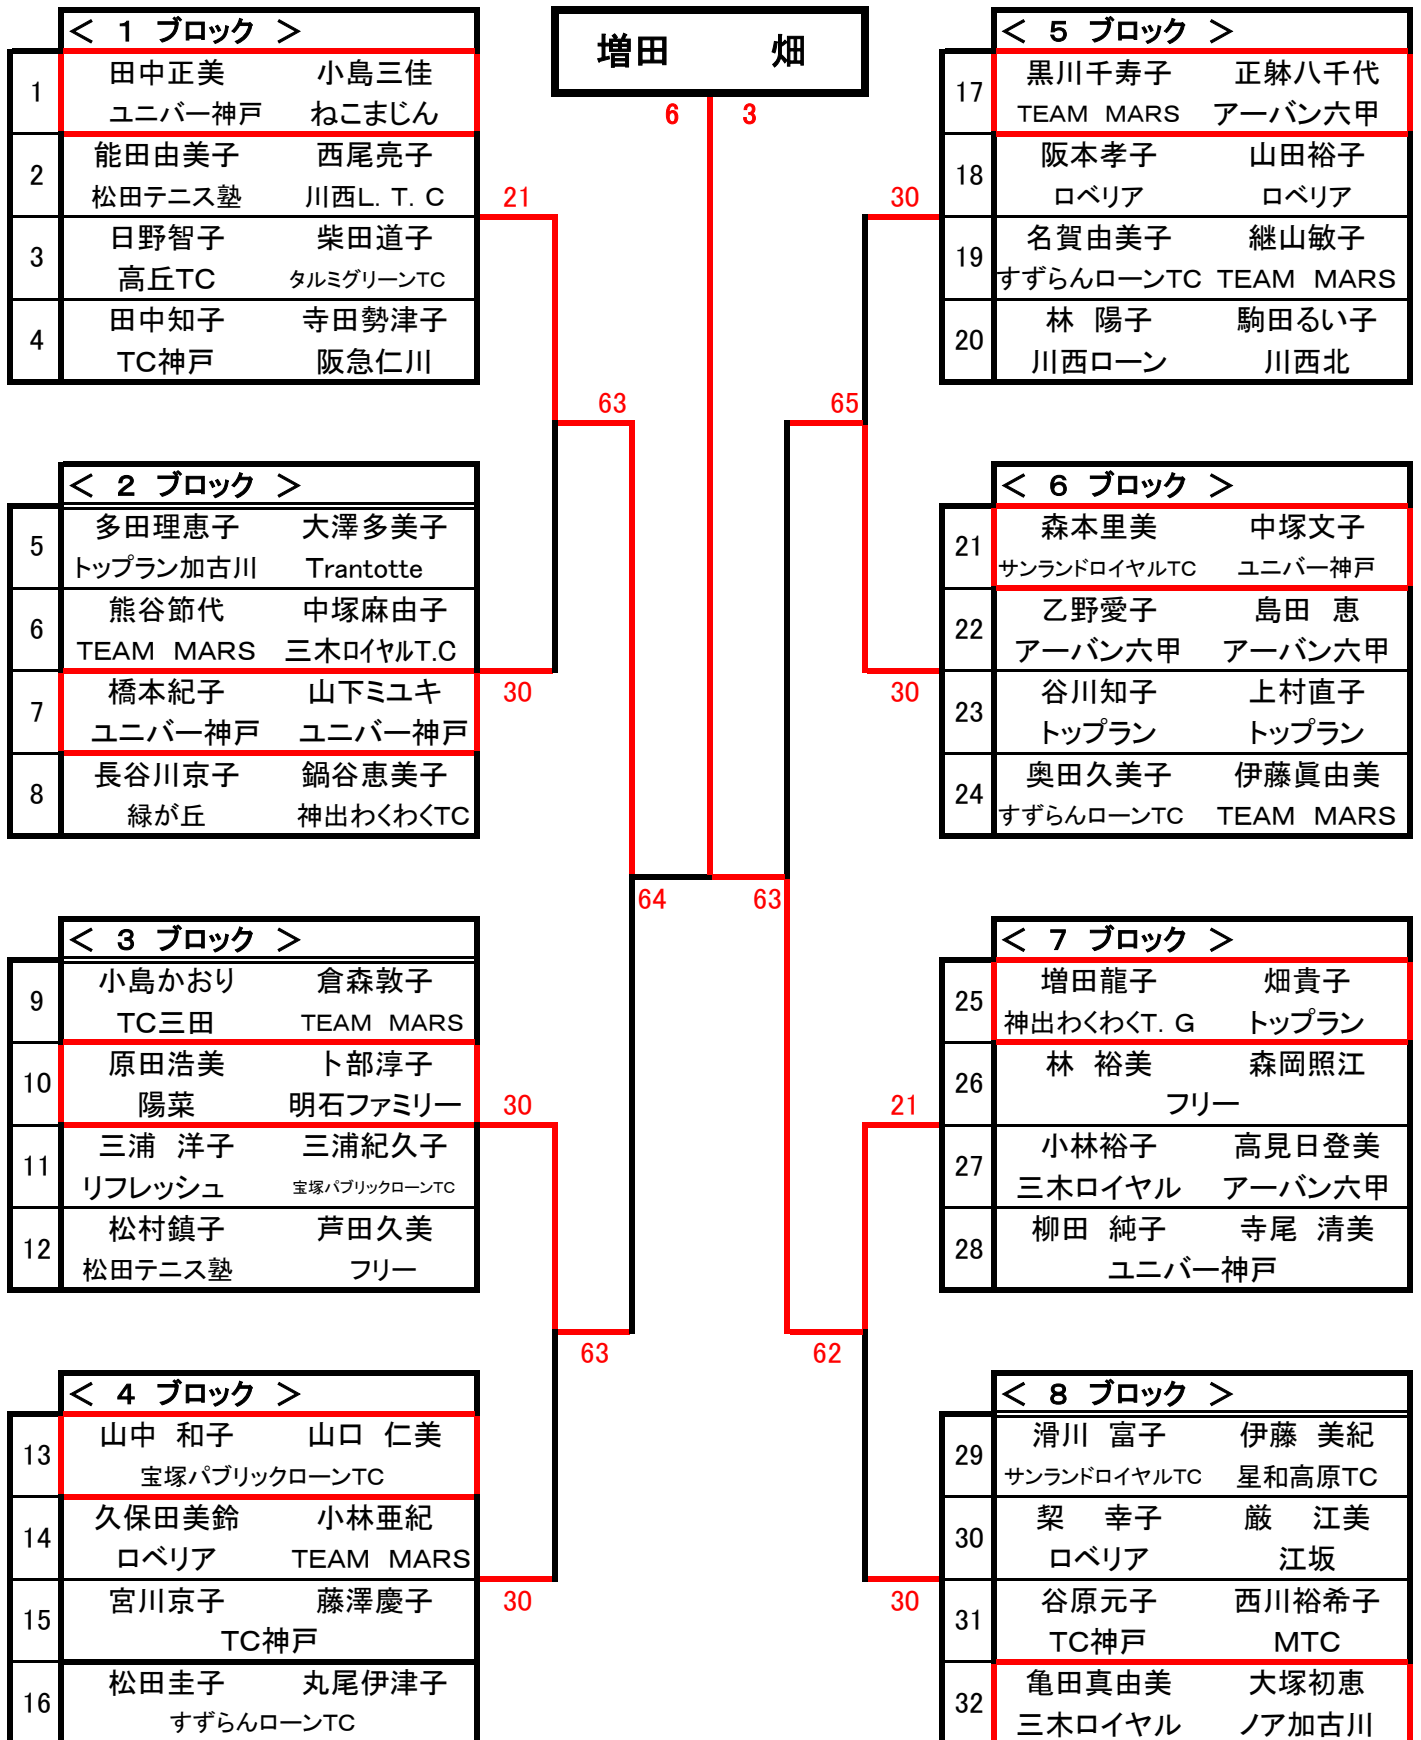 増田 畑
6 3
＜ 1 ブロック ＞
1 田中正美 小島三佳
ユニバー神戸 ねこまじん
2 能田由美子 西尾亮子
松田テニス塾 川西L．T．C
3 日野智子 柴田道子
高丘TC タルミグリーンTC
4 田中知子 寺田勢津子
TC神戸 阪急仁川
21
63
＜ 2 ブロック ＞
5 多田理恵子 大澤多美子
トップラン加古川 Trantotte
6 熊谷節代 中塚麻由子
TEAM MARS 三木ロイヤルT.C
7 橋本紀子 山下ミユキ
ユニバー神戸 ユニバー神戸
8 長谷川京子 鍋谷恵美子
緑が丘 神出わくわくTC
30
64
＜ 3 ブロック ＞
9 小島かおり 倉森敦子
TC三田 TEAM MARS
10 原田浩美 卜部淳子
陽菜 明石ファミリー
11 三浦 洋子 三浦紀久子
リフレッシュ 宝塚パブリックローンTC
12 松村鎮子 芦田久美
松田テニス塾 フリー
30
63
＜ 4 ブロック ＞
13 山中 和子 山口 仁美
宝塚パブリックローンTC
14 久保田美鈴 小林亜紀
ロベリア TEAM MARS
15 宮川京子 藤澤慶子
TC神戸
16 松田圭子 丸尾伊津子
すずらんローンTC
30
＜ 5 ブロック ＞
17 黒川千寿子 正躰八千代
TEAM MARS アーバン六甲
18 阪本孝子 山田裕子
ロベリア ロベリア
19 名賀由美子 継山敏子
すずらんローンTC TEAM MARS
20 林 陽子 駒田るい子
川西ローン 川西北
30
65
＜ 6 ブロック ＞
21 森本里美 中塚文子
サンランドロイヤルTC ユニバー神戸
22 乙野愛子 島田 恵
アーバン六甲 アーバン六甲
23 谷川知子 上村直子
トップラン トップラン
24 奥田久美子 伊藤眞由美
すずらんローンTC TEAM MARS
30
63
＜ 7 ブロック ＞
25 増田龍子 畑貴子
神出わくわくT．G トップラン
26 林 裕美 森岡照江
フリー
27 小林裕子 高見日登美
三木ロイヤル アーバン六甲
28 柳田 純子 寺尾 清美
ユニバー神戸
21
62
＜ 8 ブロック ＞
29 滑川 富子 伊藤 美紀
サンランドロイヤルTC 星和高原TC
30 栔 幸子 厳 江美
ロベリア 江坂
31 谷原元子 西川裕希子
TC神戸 MTC
32 亀田真由美 大塚初恵
三木ロイヤル ノア加古川
30